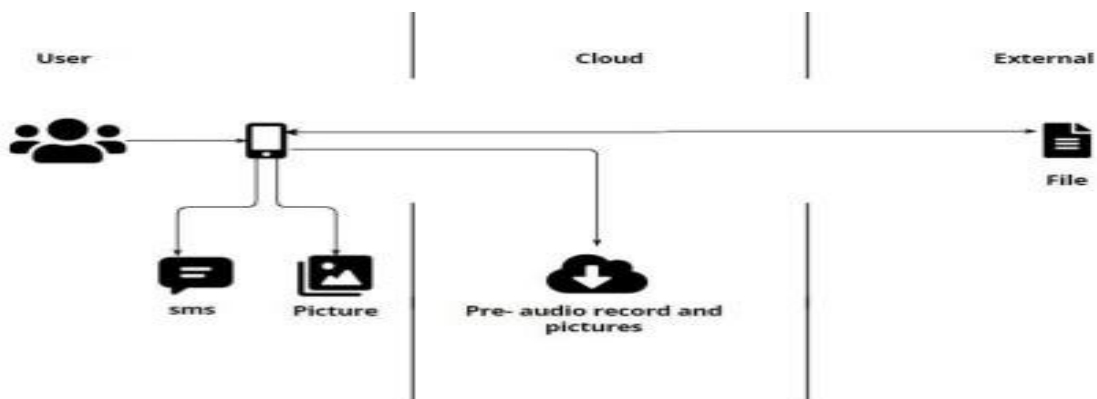 User
Cloud
External
File
sms
Picture
Pre- audio record and
pictures